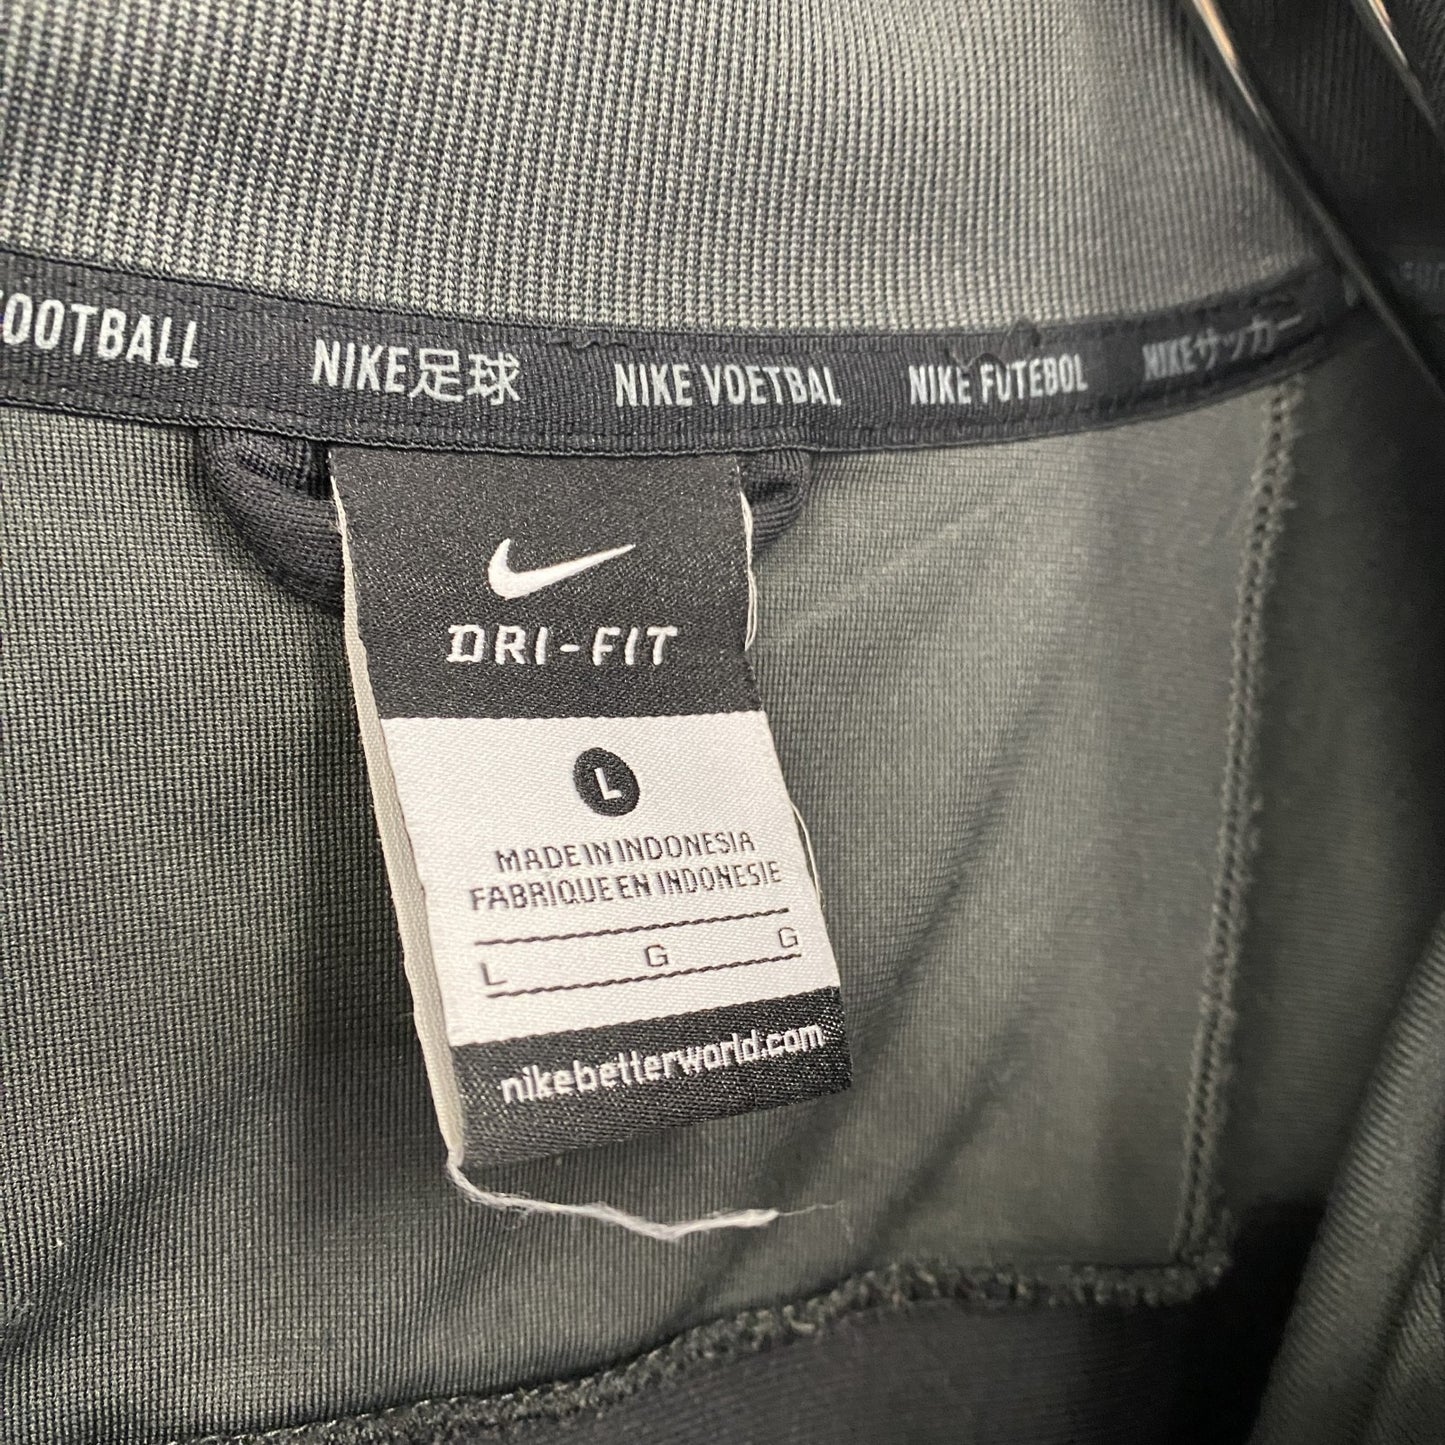 FOOTBALL NIKE足球 NIKE VOETBAL NIKE FUTEBOL NIKEサッカー
DRI-FIT
L
MADE IN INDONESIA
FABRIQUE EN INDONESIE
L G G
nikebetterworld.com